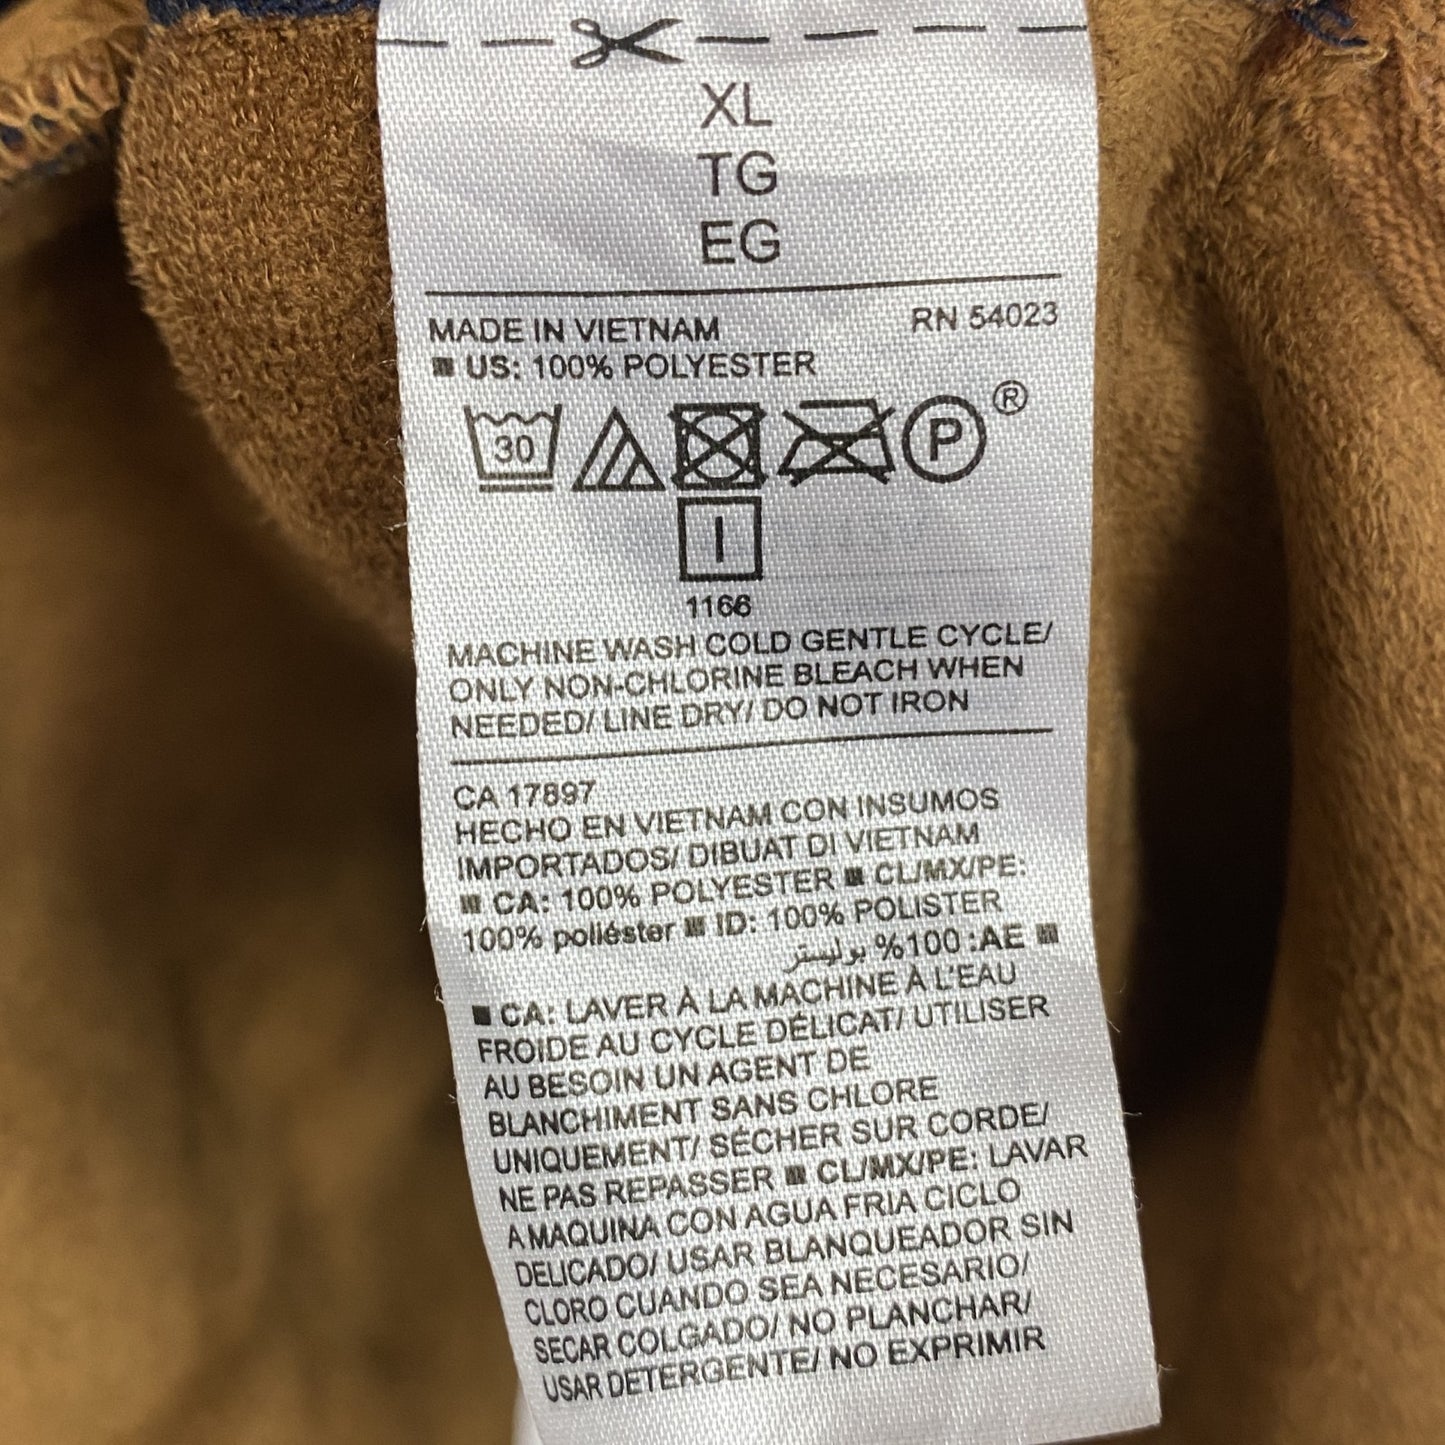 XL
TG
EG
MADE IN VIETNAM RN 54023
■ US: 100% POLYESTER
30 P ®
I
1166
MACHINE WASH COLD GENTLE CYCLE/
ONLY NON-CHLORINE BLEACH WHEN
NEEDED/ LINE DRY/ DO NOT IRON
CA 17897
HECHO EN VIETNAM CON INSUMOS
IMPORTADOS/ DIBUAT DI VIETNAM
■ CA: 100% POLYESTER ■ CL/MX/PE:
100% poliéster ■ ID: 100% POLISTER
■ AE: 100% بوليستر
■ CA: LAVER À LA MACHINE À L'EAU
FROIDE AU CYCLE DÉLICAT/ UTILISER
AU BESOIN UN AGENT DE
BLANCHIMENT SANS CHLORE
UNIQUEMENT/ SÉCHER SUR CORDE/
NE PAS REPASSER ■ CL/MX/PE: LAVAR
A MAQUINA CON AGUA FRIA CICLO
DELICADO/ USAR BLANQUEADOR SIN
CLORO CUANDO SEA NECESARIO/
SECAR COLGADO/ NO PLANCHAR/
USAR DETERGENTE/ NO EXPRIMIR